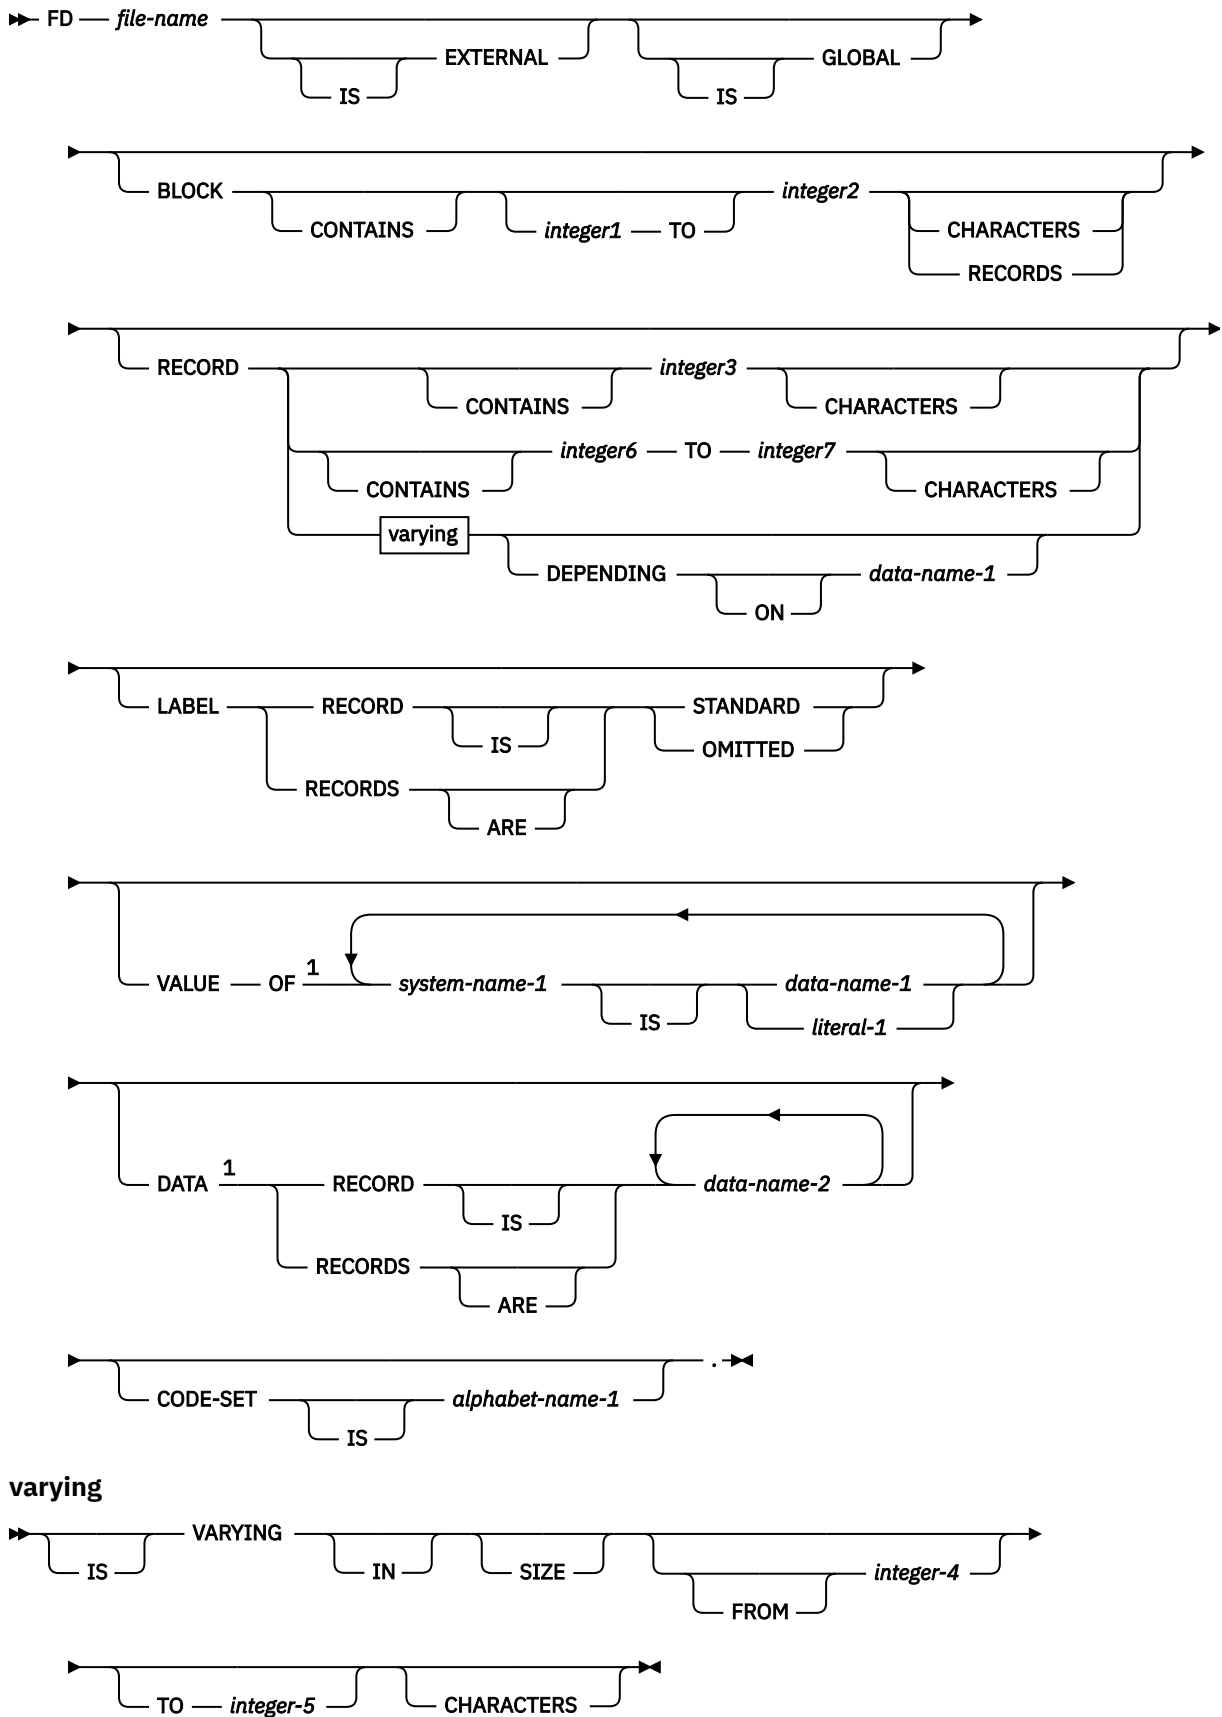 FD file-name EXTERNAL GLOBAL
IS IS
BLOCK integer2
CONTAINS integer1 TO CHARACTERS
RECORDS
RECORD integer3
CONTAINS CHARACTERS
integer6 TO integer7
CONTAINS CHARACTERS
varying
DEPENDING data-name-1
ON
LABEL RECORD STANDARD
IS OMITTED
RECORDS
ARE
VALUE OF 1 system-name-1 data-name-1
IS literal-1
DATA 1 RECORD data-name-2
IS
RECORDS
ARE
.
CODE-SET alphabet-name-1
IS
varying
VARYING
IS IN SIZE integer-4
FROM
TO integer-5 CHARACTERS